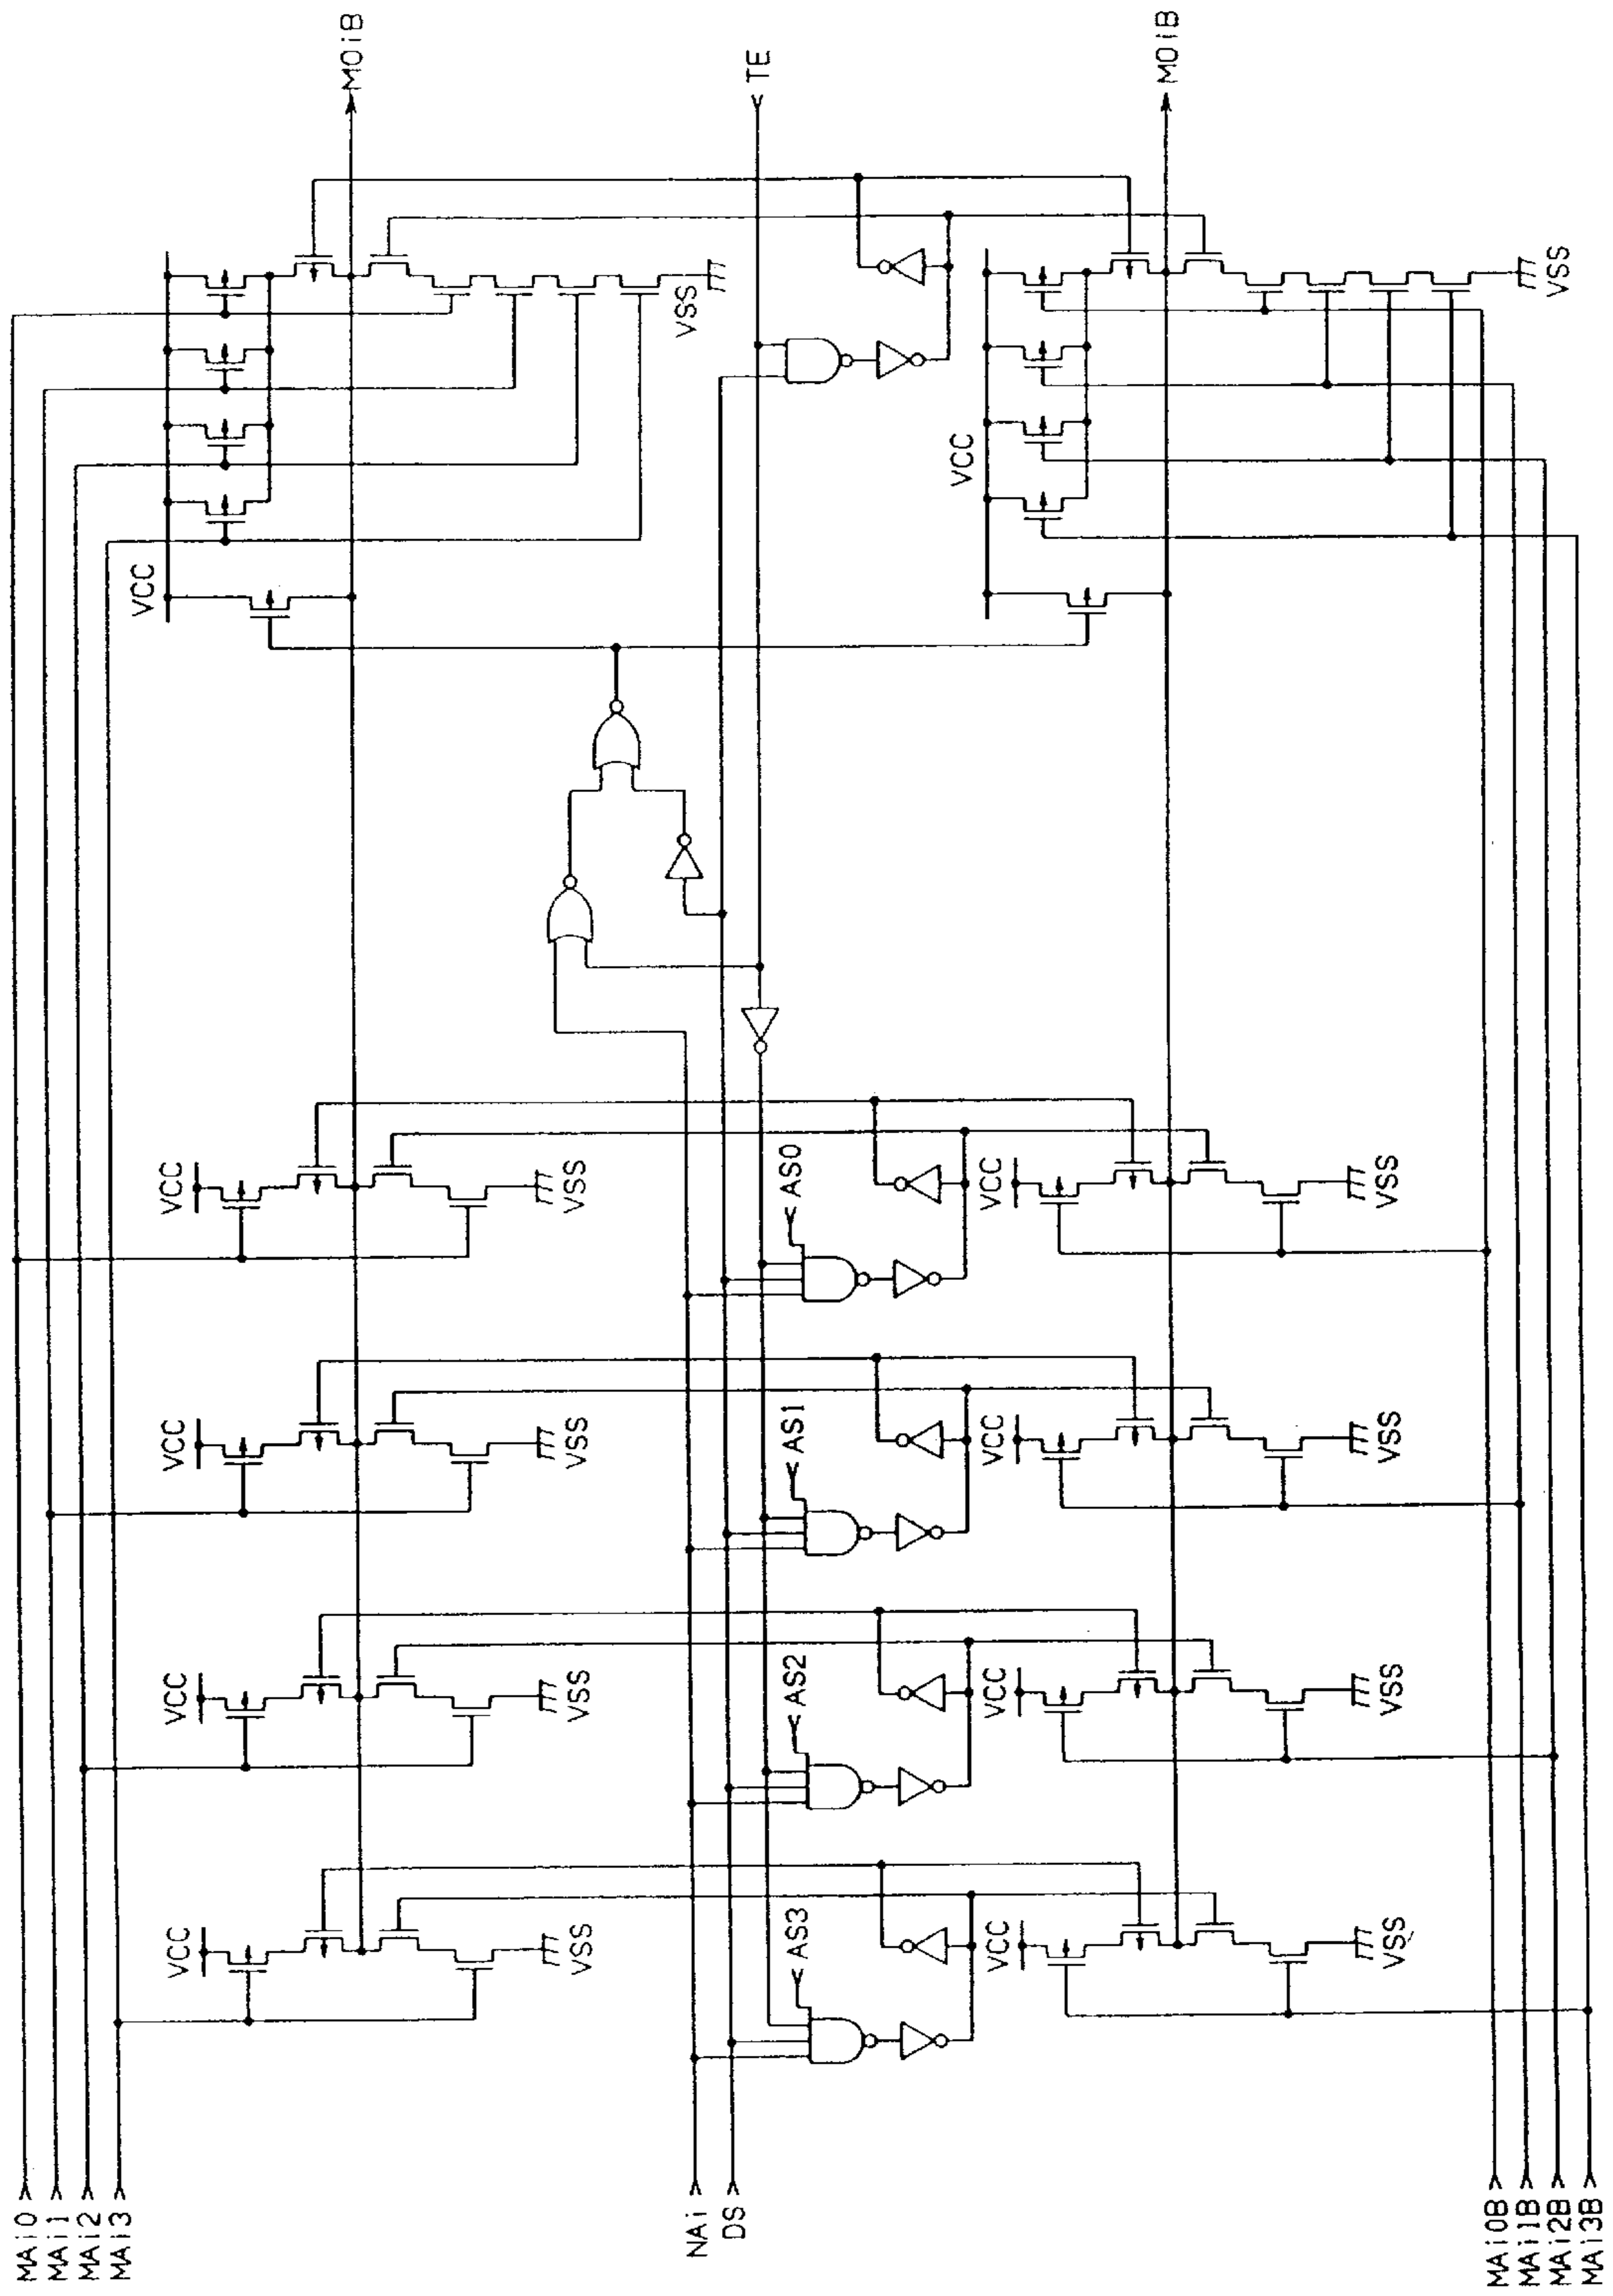 MAi0
MAi1
MAi2
MAi3
NAi
DS
MAi0B
MAi1B
MAi2B
MAi3B
VCC
VSS
AS3
VCC
VSS
VCC
VSS
AS2
VCC
VSS
VCC
VSS
AS1
VCC
VSS
VCC
VSS
AS0
VCC
VSS
VCC
VSS
VCC
VSS
MOiB
TE
MOiB